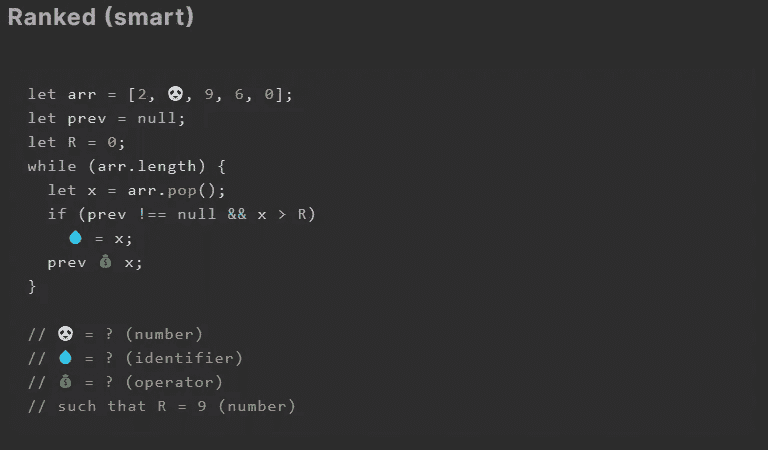 Ranked (smart)
let arr = [2, 💀, 9, 6, 0];
let prev = null;
let R = 0;
while (arr.length) {
let x = arr.pop();
if (prev !== null && x > R)
💧 = x;
prev 💰 x;
}
// 💀 = ? (number)
// 💧 = ? (identifier)
// 💰 = ? (operator)
// such that R = 9 (number)